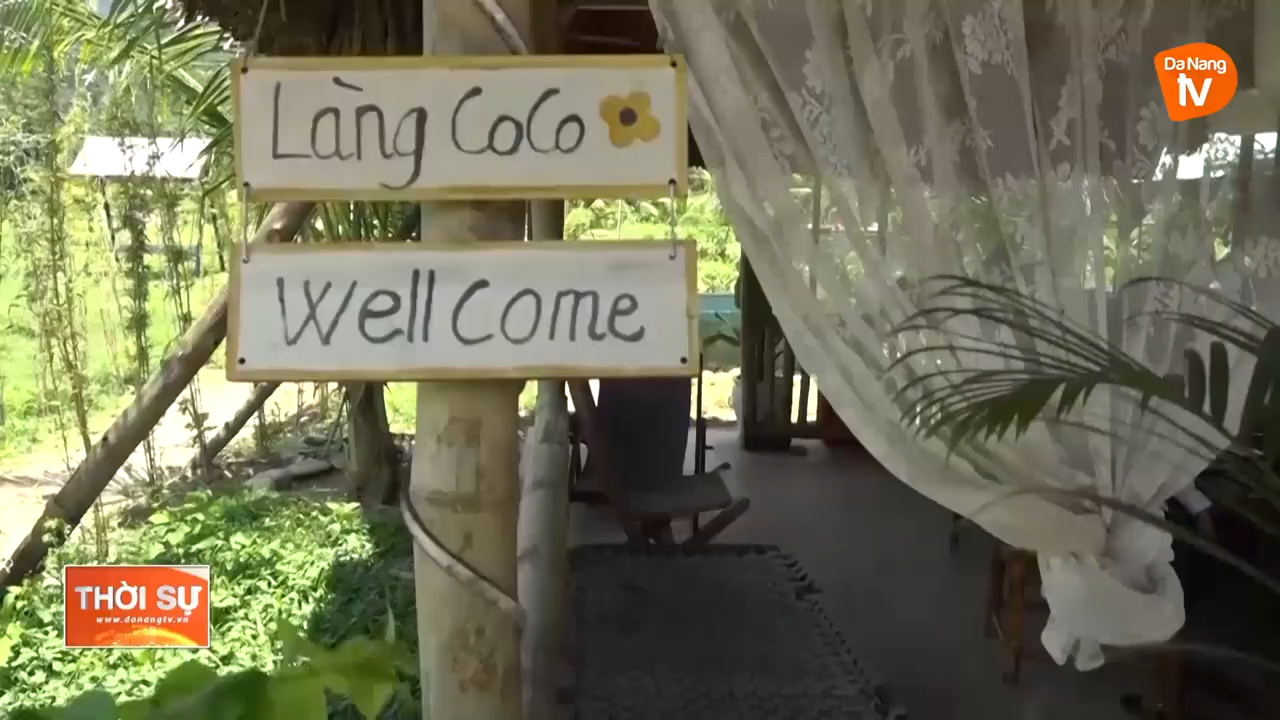 Làng CoCo
Well Come
Da Nang
tv
THỜI SỰ
www.danangtv.vn